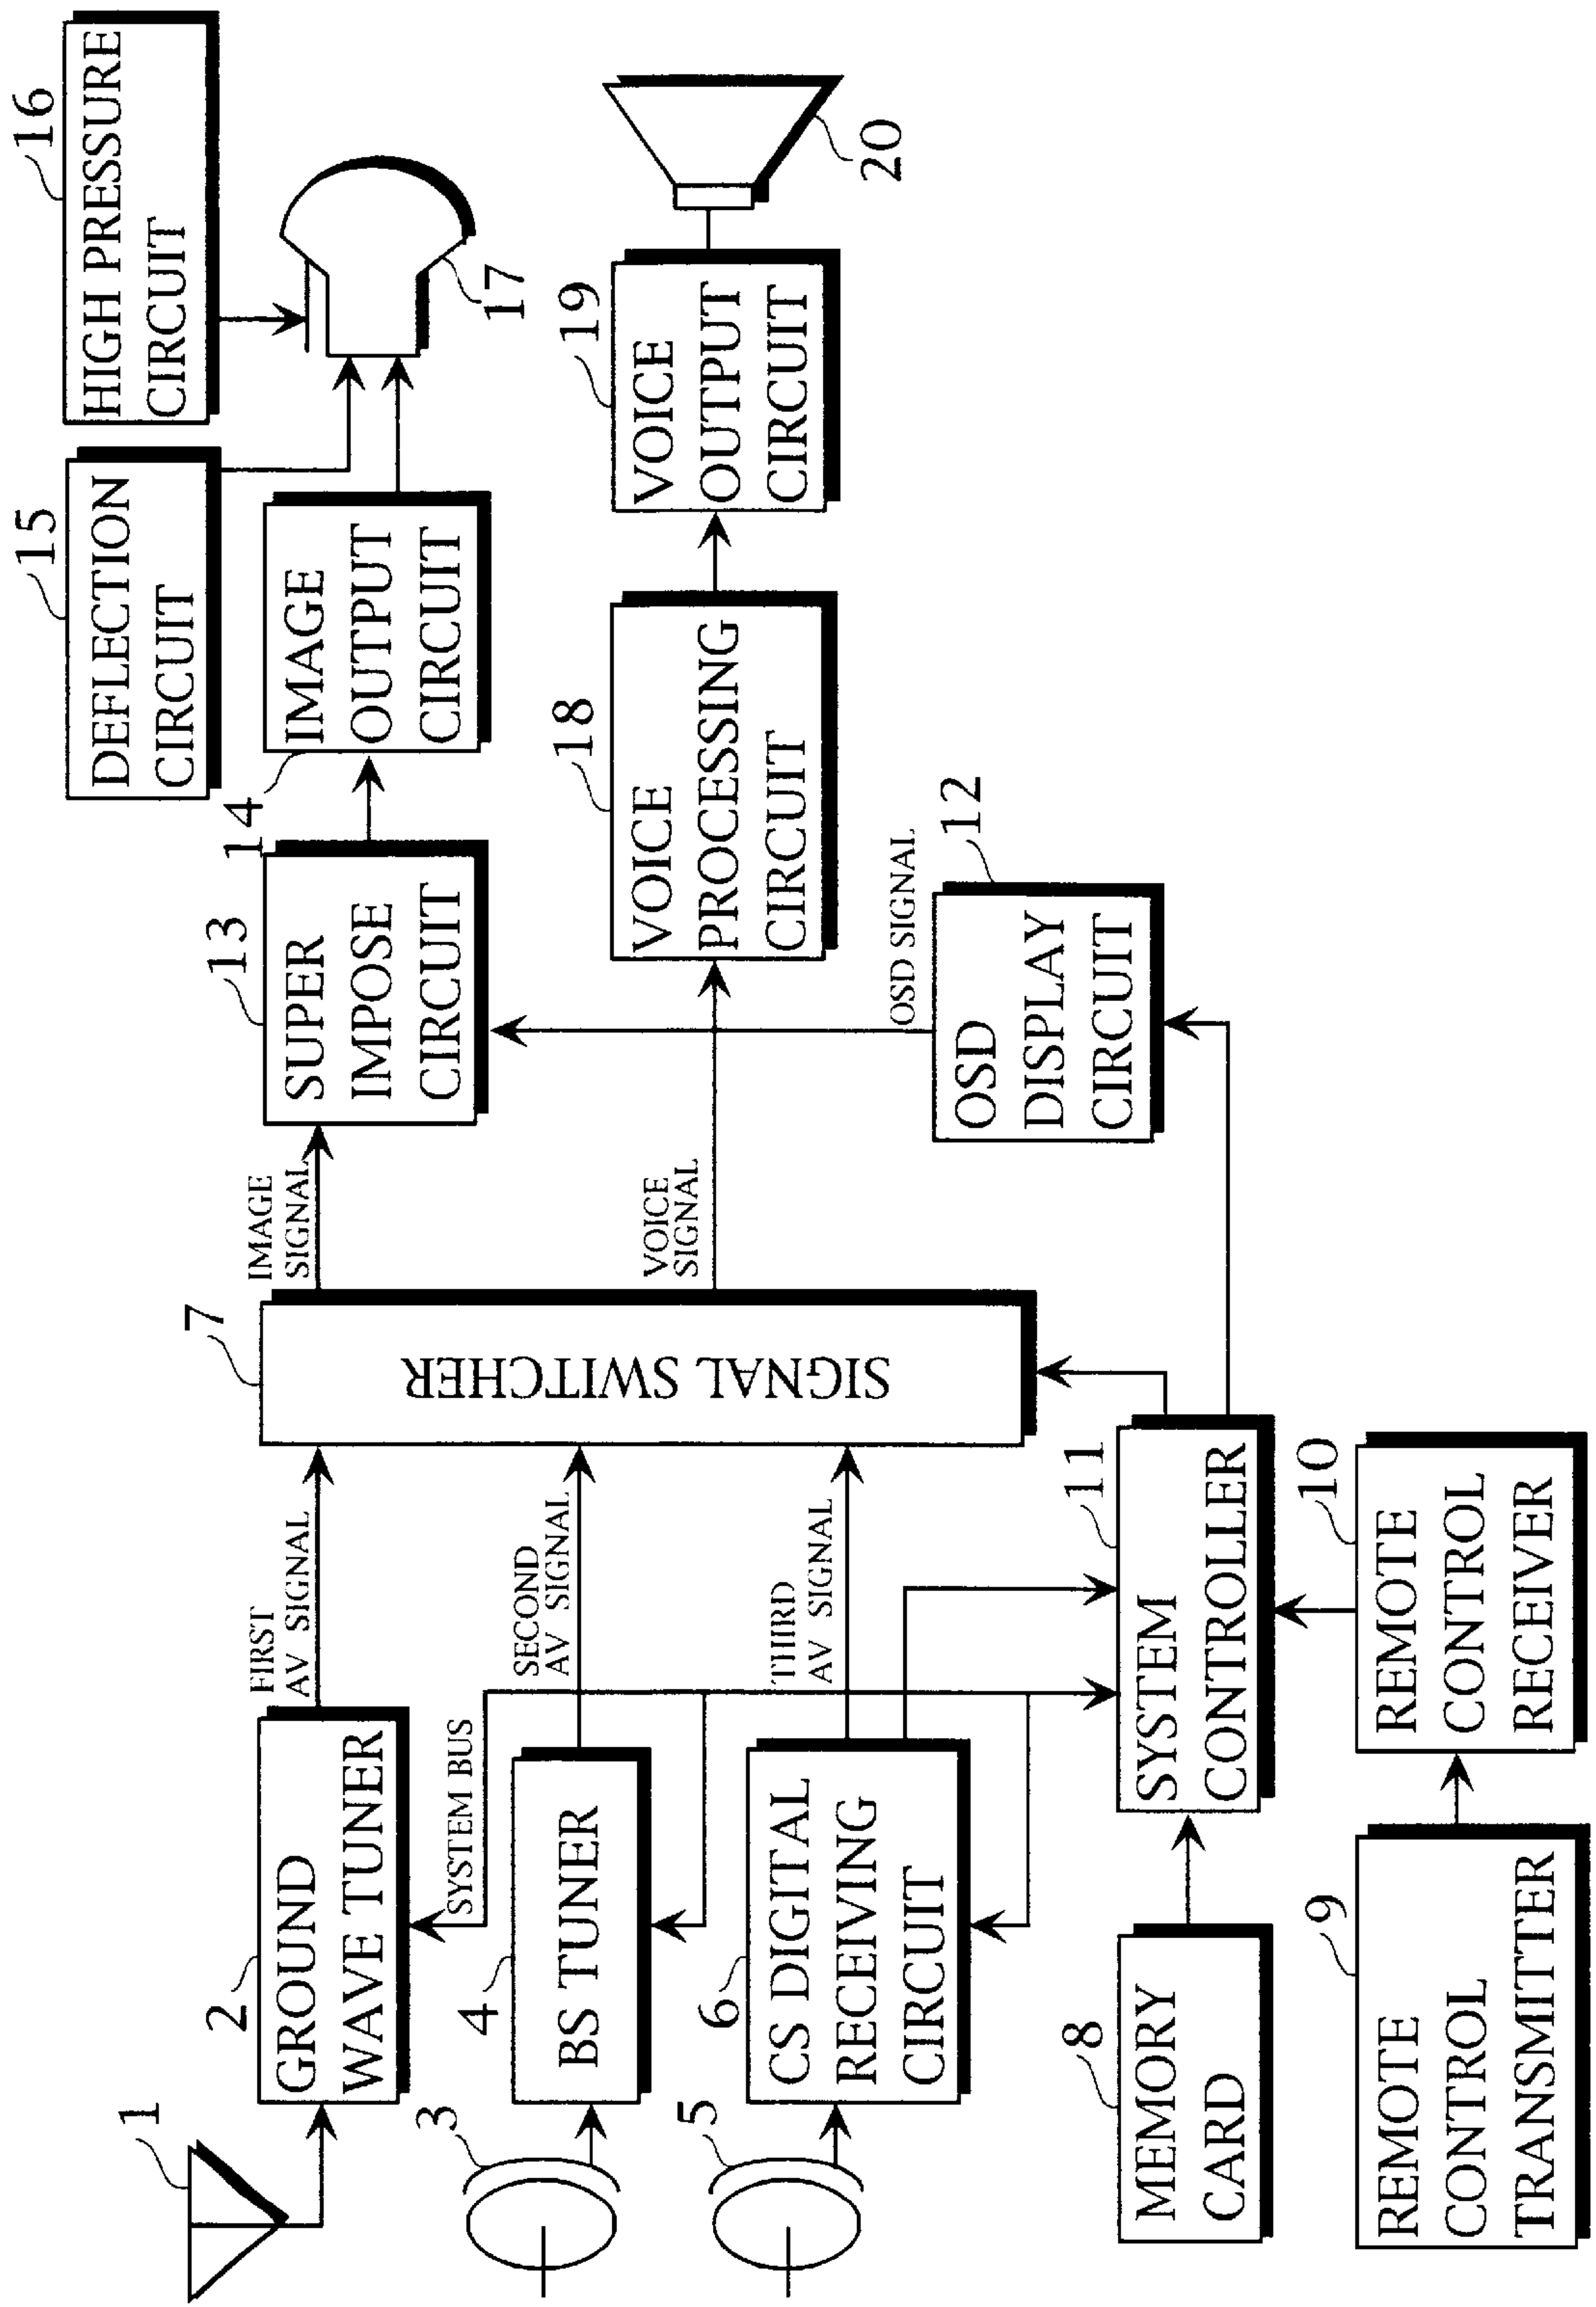 1
2
GROUND
WAVE TUNER
FIRST
AV SIGNAL
SYSTEM BUS
3
4
BS TUNER
SECOND
AV SIGNAL
5
6
CS DIGITAL
RECEIVING
CIRCUIT
THIRD
AV SIGNAL
7
SIGNAL SWITCHER
IMAGE
SIGNAL
VOICE
SIGNAL
8
MEMORY
CARD
9
REMOTE
CONTROL
TRANSMITTER
10
REMOTE
CONTROL
RECEIVER
11
SYSTEM
CONTROLLER
12
OSD
DISPLAY
CIRCUIT
OSD SIGNAL
13
SUPER
IMPOSE
CIRCUIT
14
IMAGE
OUTPUT
CIRCUIT
15
DEFLECTION
CIRCUIT
16
HIGH PRESSURE
CIRCUIT
17
18
VOICE
PROCESSING
CIRCUIT
19
VOICE
OUTPUT
CIRCUIT
20